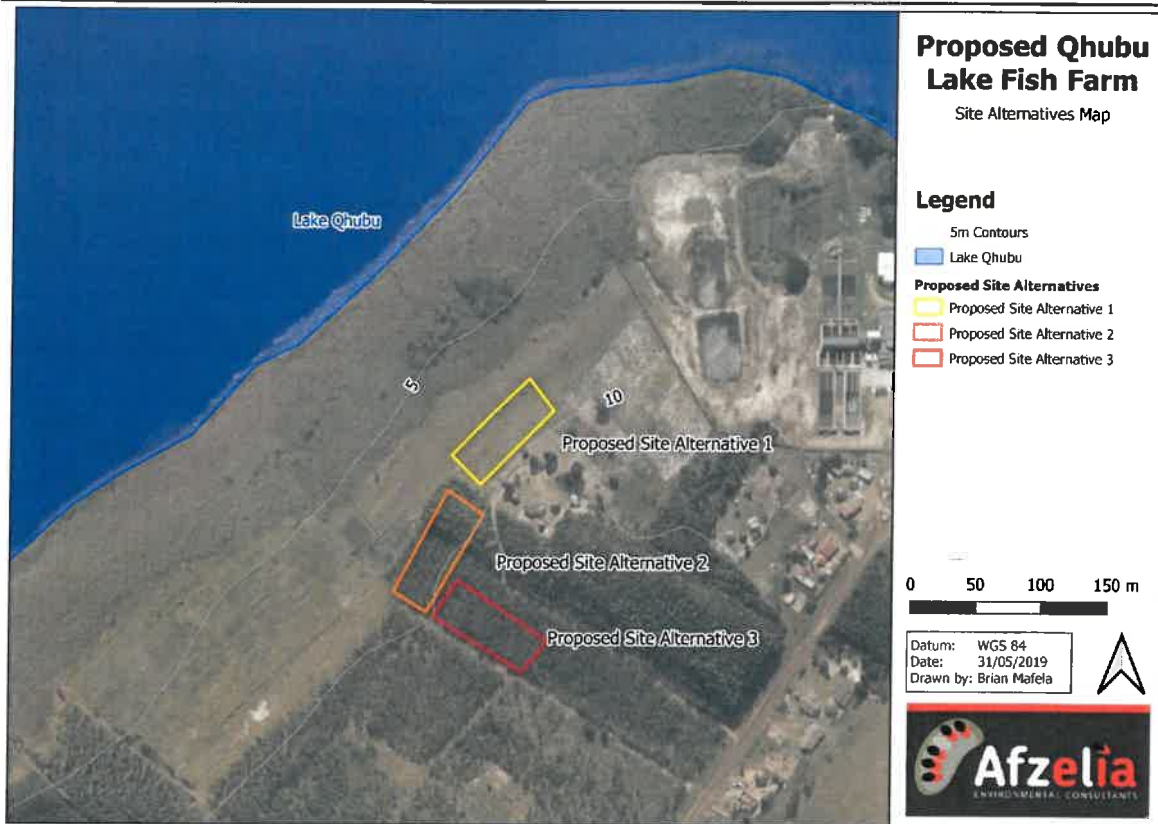 Proposed Qhubu
Lake Fish Farm
Site Alternatives Map
Legend
5m Contours
Lake Qhubu
Proposed Site Alternatives
Proposed Site Alternative 1
Proposed Site Alternative 2
Proposed Site Alternative 3
Lake Qhubu
5
10
Proposed Site Alternative 1
Proposed Site Alternative 2
Proposed Site Alternative 3
0 50 100 150 m
Datum: WGS 84
Date: 31/05/2019
Drawn by: Brian Mafela
Afzelia
ENVIRONMENTAL CONSULTANTS